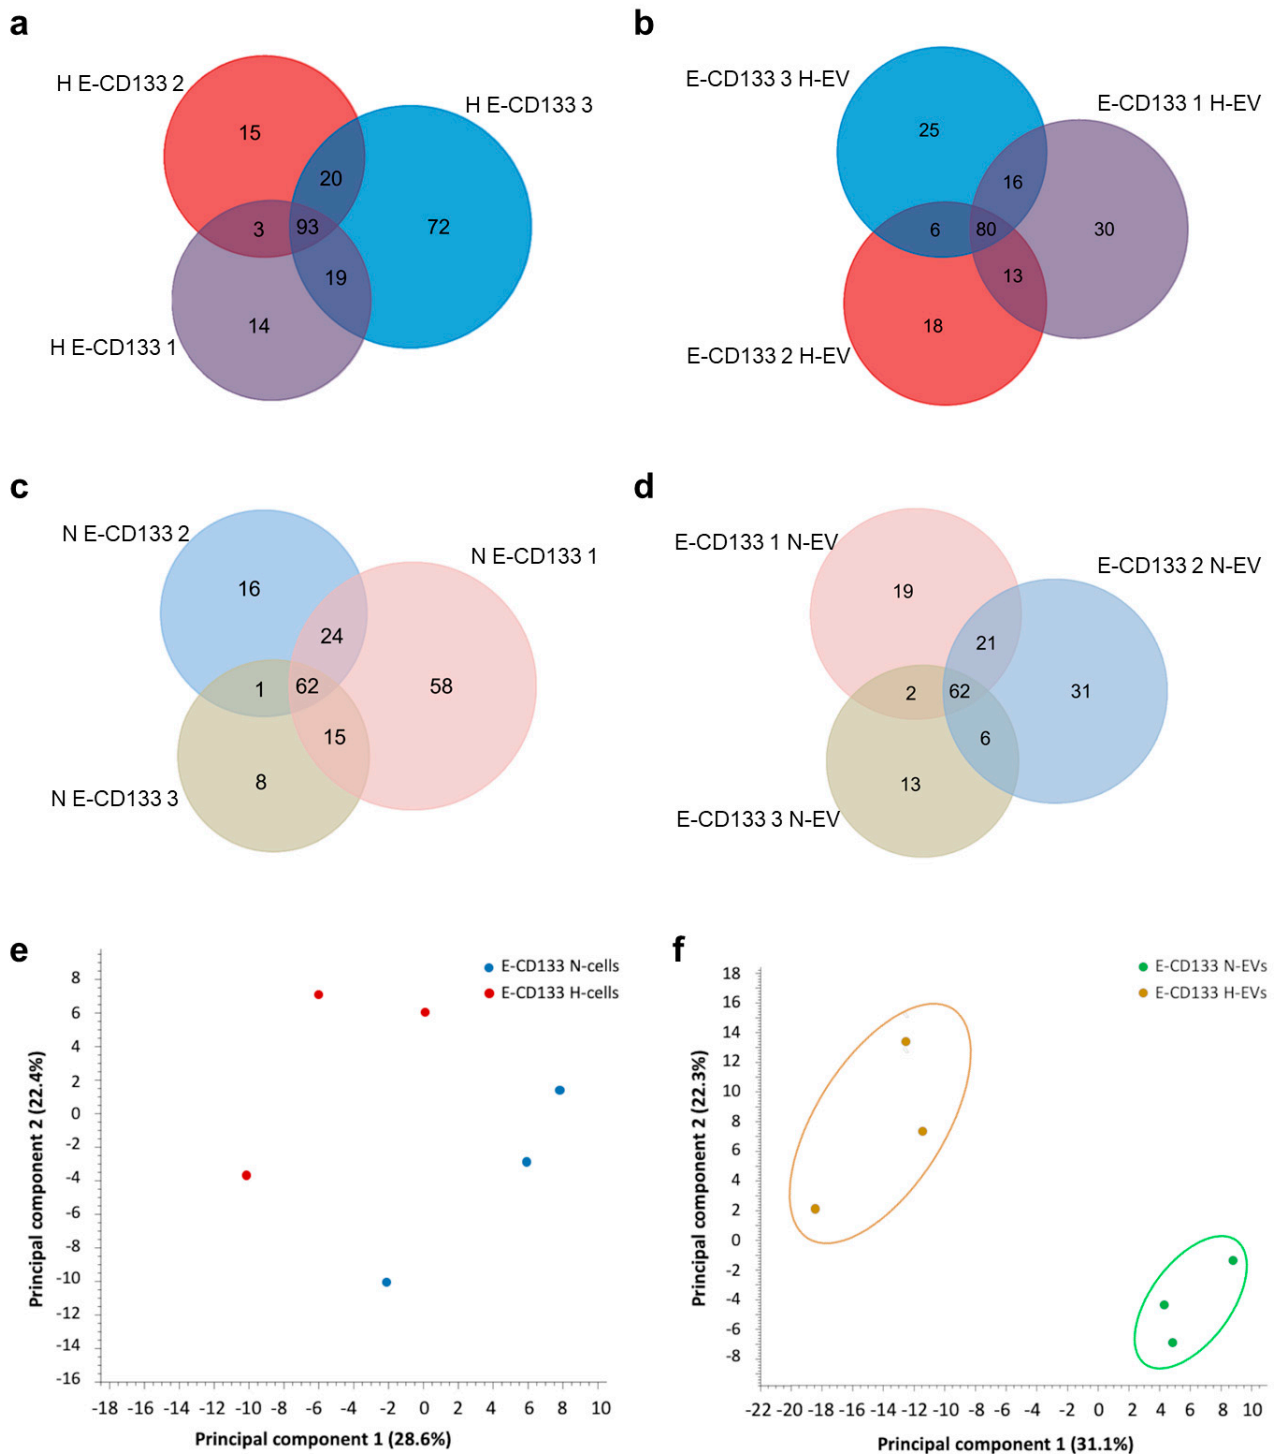 a
H E-CD133 2
H E-CD133 3
15
20
3
93
72
19
14
H E-CD133 1
b
E-CD133 3 H-EV
E-CD133 1 H-EV
25
16
6
80
30
13
18
E-CD133 2 H-EV
c
N E-CD133 2
N E-CD133 1
16
24
1
62
58
15
8
N E-CD133 3
d
E-CD133 1 N-EV
E-CD133 2 N-EV
19
21
2
62
31
6
13
E-CD133 3 N-EV
e
E-CD133 N-cells
E-CD133 H-cells
Principal component 2 (22.4%)
8
6
4
2
0
-2
-4
-6
-8
-10
-12
-14
-16
-18 -16 -14 -12 -10 -8 -6 -4 -2 0 2 4 6 8 10
Principal component 1 (28.6%)
f
E-CD133 N-EVs
E-CD133 H-EVs
Principal component 2 (22.3%)
18
16
14
12
10
8
6
4
2
0
-2
-4
-6
-8
-22 -20 -18 -16 -14 -12 -10 -8 -6 -4 -2 0 2 4 6 8 10
Principal component 1 (31.1%)